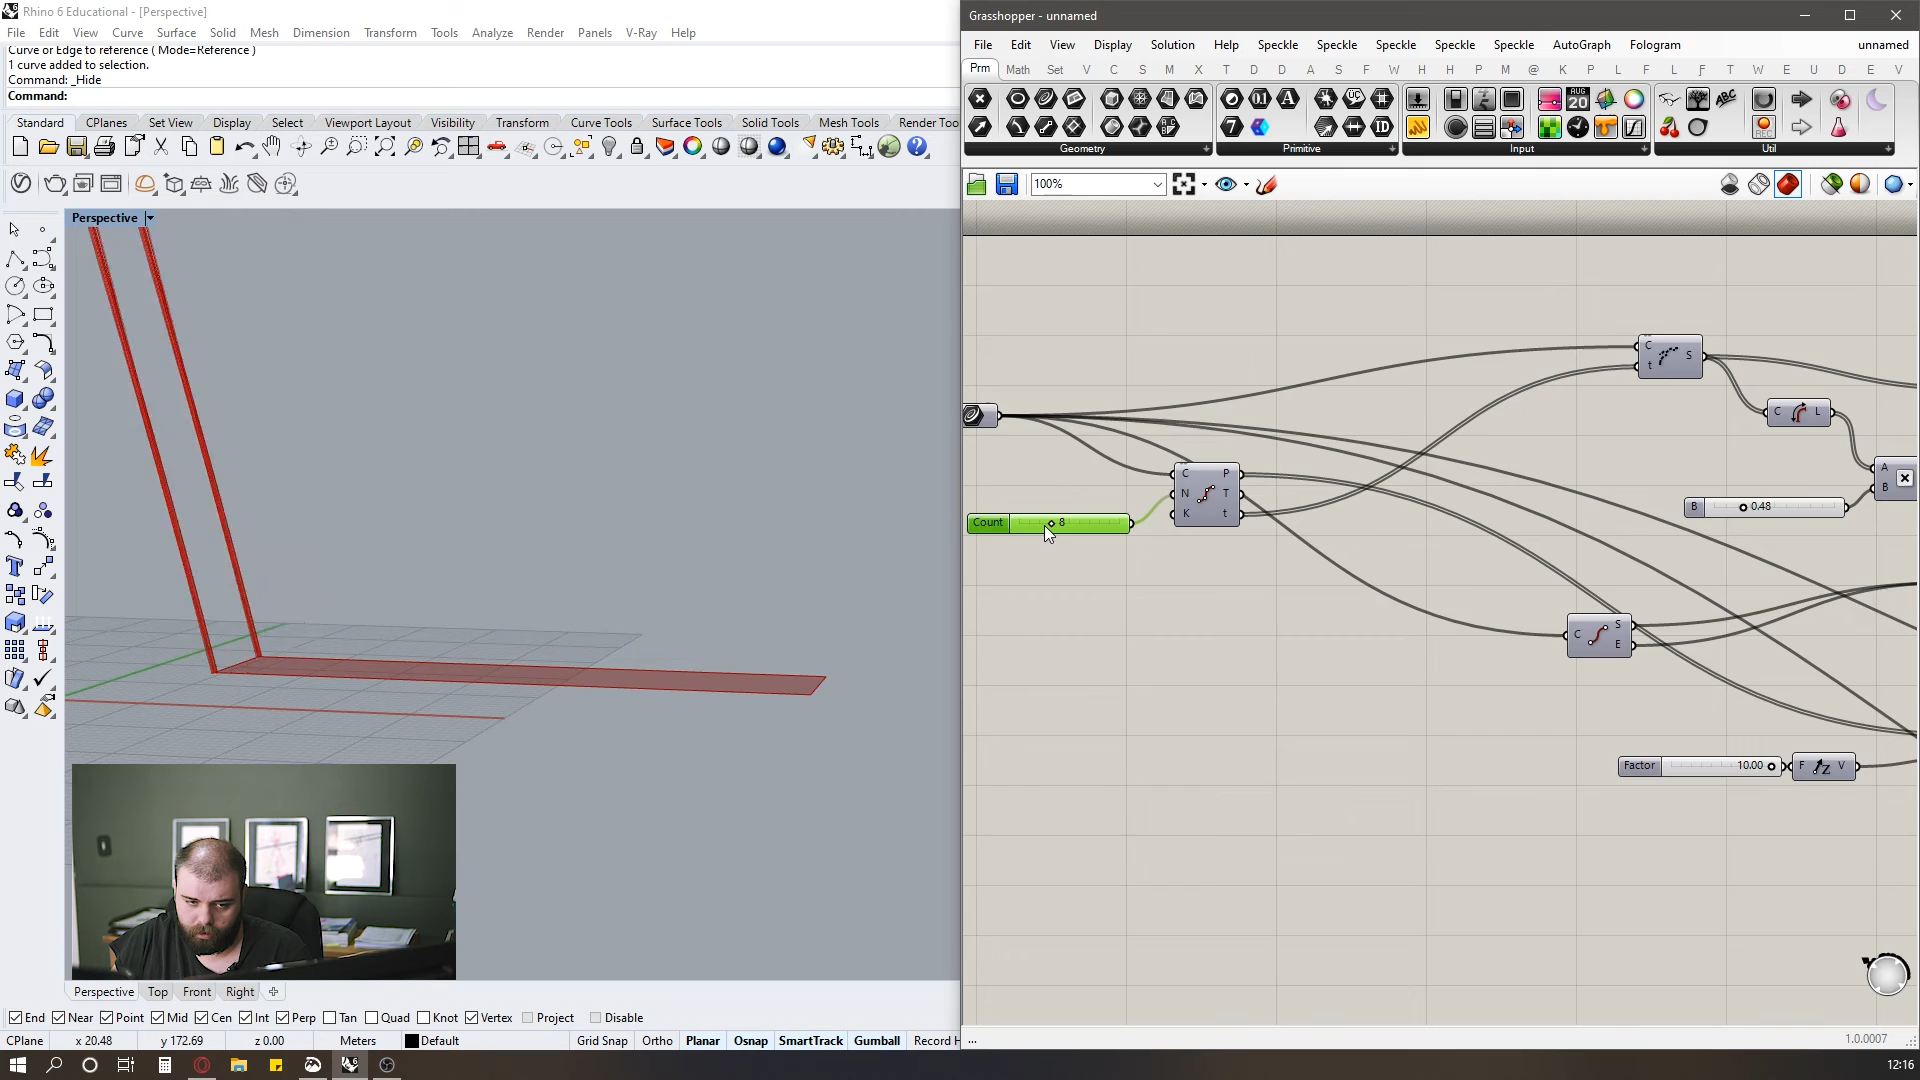 Rhino 6 Educational - [Perspective]
File Edit View Curve Surface Solid Mesh Dimension Transform Tools Analyze Render Panels V-Ray Help
Curve or Edge to reference ( Mode=Reference )
1 curve added to selection.
Command: _Hide
Command:
Standard CPlanes Set View Display Select Viewport Layout Visibility Transform Curve Tools Surface Tools Solid Tools Mesh Tools Render Too
Perspective
Perspective Top Front Right
End Near Point Mid Cen Int Perp Tan Quad Knot Vertex Project Disable
CPlane x 20.48 y 172.69 z 0.00 Meters Default Grid Snap Ortho Planar Osnap SmartTrack Gumball Record H
Grasshopper - unnamed
File Edit View Display Solution Help Speckle Speckle Speckle Speckle Speckle AutoGraph Fologram unnamed
Prm Math Set V C S M X T D D A S F W H H P M @ K P L F L F T W E U D E V
Geometry Primitive Input Util
100%
C t S
C L
A B
B 0.48
C N K P T t
Count 8
C S E
Factor 10.00
F V
... 1.0.0007
12:16